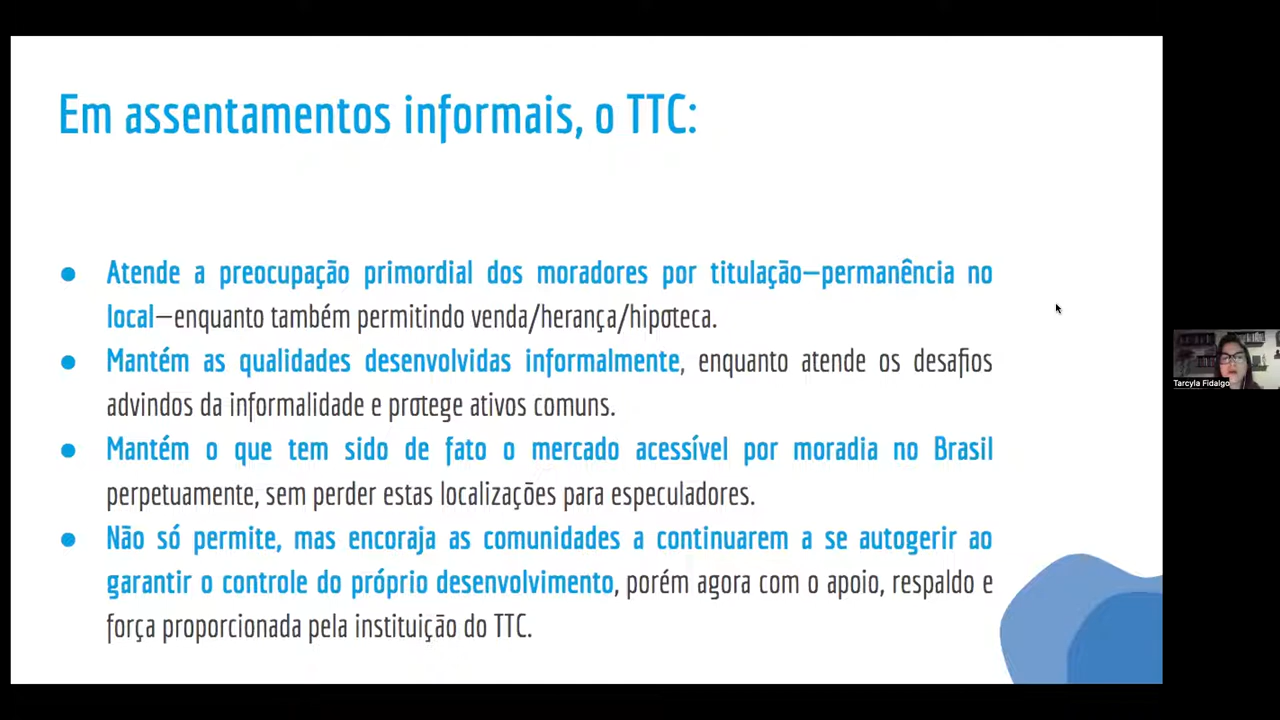 Em assentamentos informais, o TTC:
● Atende a preocupação primordial dos moradores por titulação—permanência no
local—enquanto também permitindo venda/herança/hipoteca.
● Mantém as qualidades desenvolvidas informalmente, enquanto atende os desafios
advindos da informalidade e protege ativos comuns.
● Mantém o que tem sido de fato o mercado acessível por moradia no Brasil
perpetuamente, sem perder estas localizações para especuladores.
● Não só permite, mas encoraja as comunidades a continuarem a se autogerir ao
garantir o controle do próprio desenvolvimento, porém agora com o apoio, respaldo e
força proporcionada pela instituição do TTC.
Tarcyla Fidalgo